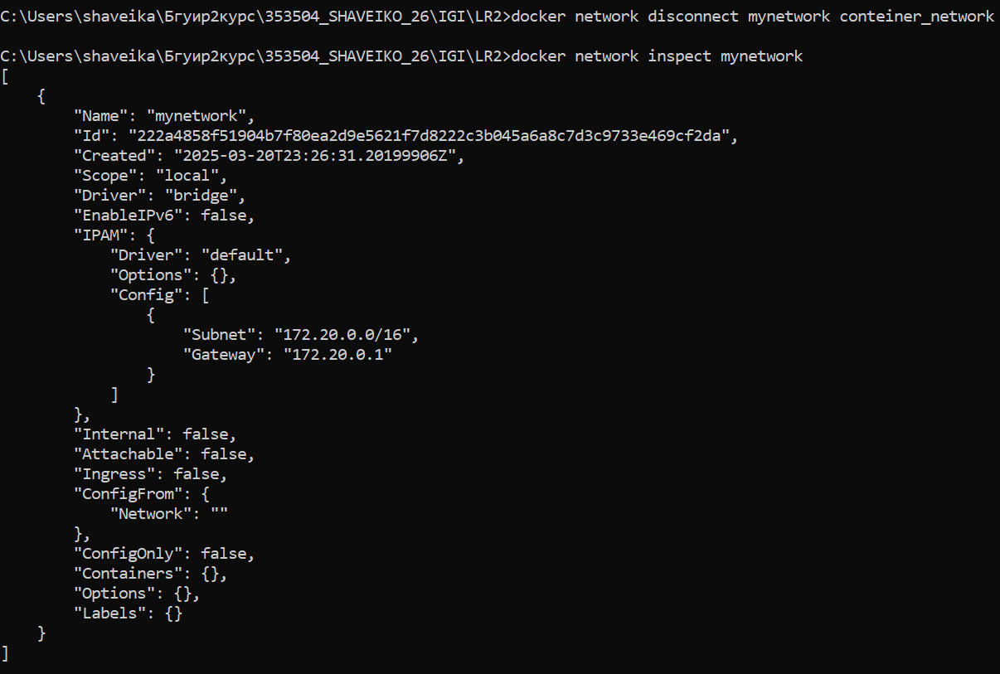 C:\Users\shaveika\Бгуир2курс\353504_SHAVEIKO_26\IGI\LR2>docker network disconnect mynetwork conteiner_network
C:\Users\shaveika\Бгуир2курс\353504_SHAVEIKO_26\IGI\LR2>docker network inspect mynetwork
[
    {
        "Name": "mynetwork",
        "Id": "222a4858f51904b7f80ea2d9e5621f7d8222c3b045a6a8c7d3c9733e469cf2da",
        "Created": "2025-03-20T23:26:31.20199906Z",
        "Scope": "local",
        "Driver": "bridge",
        "EnableIPv6": false,
        "IPAM": {
            "Driver": "default",
            "Options": {},
            "Config": [
                {
                    "Subnet": "172.20.0.0/16",
                    "Gateway": "172.20.0.1"
                }
            ]
        },
        "Internal": false,
        "Attachable": false,
        "Ingress": false,
        "ConfigFrom": {
            "Network": ""
        },
        "ConfigOnly": false,
        "Containers": {},
        "Options": {},
        "Labels": {}
    }
]